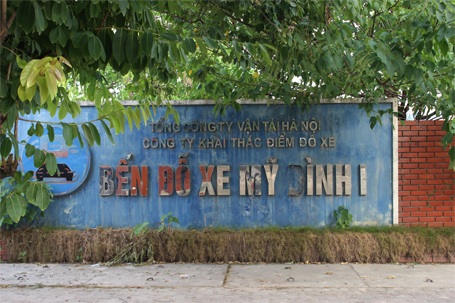 TỔNG CÔNG TY VẬN TẢI HÀ NỘI
CÔNG TY KHAI THÁC ĐIỂM ĐỖ XE
BẾN ĐỖ XE MỸ ĐÌNH I